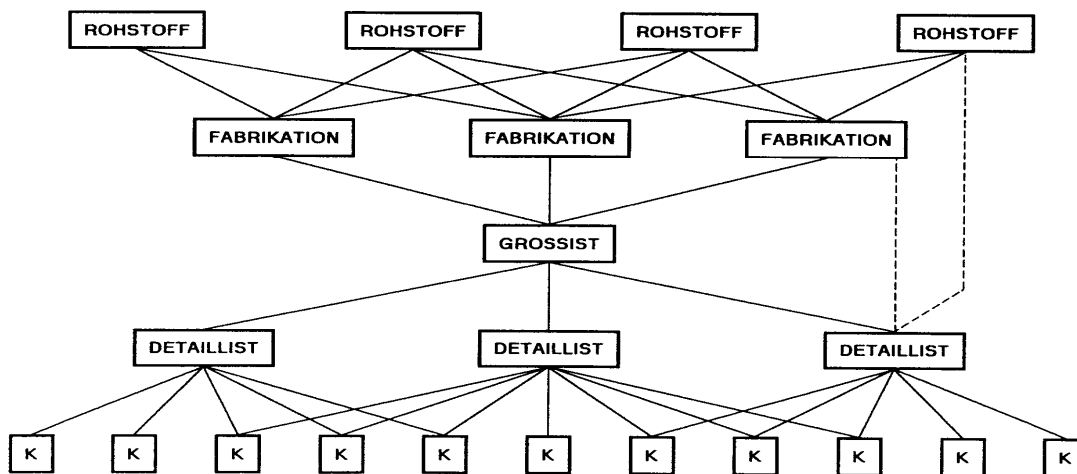 ROHSTOFF ROHSTOFF ROHSTOFF ROHSTOFF
FABRIKATION FABRIKATION FABRIKATION
GROSSIST
DETAILLIST DETAILLIST DETAILLIST
K K K K K K K K K K K